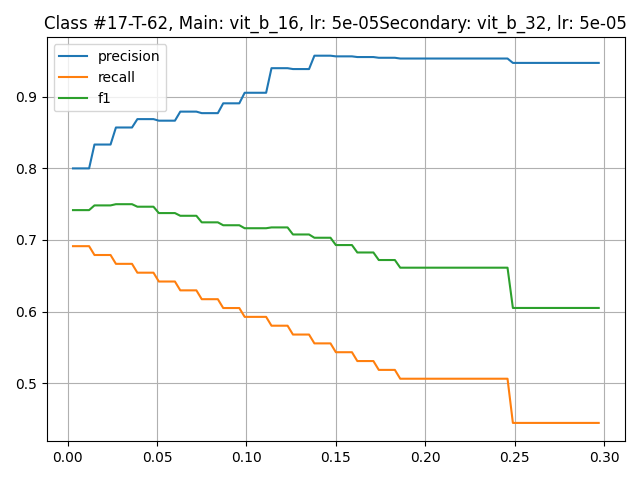 Class #17-T-62, Main: vit_b_16, lr: 5e-05Secondary: vit_b_32, lr: 5e-05
precision
recall
f1
0.9
0.8
0.7
0.6
0.5
0.00 0.05 0.10 0.15 0.20 0.25 0.30